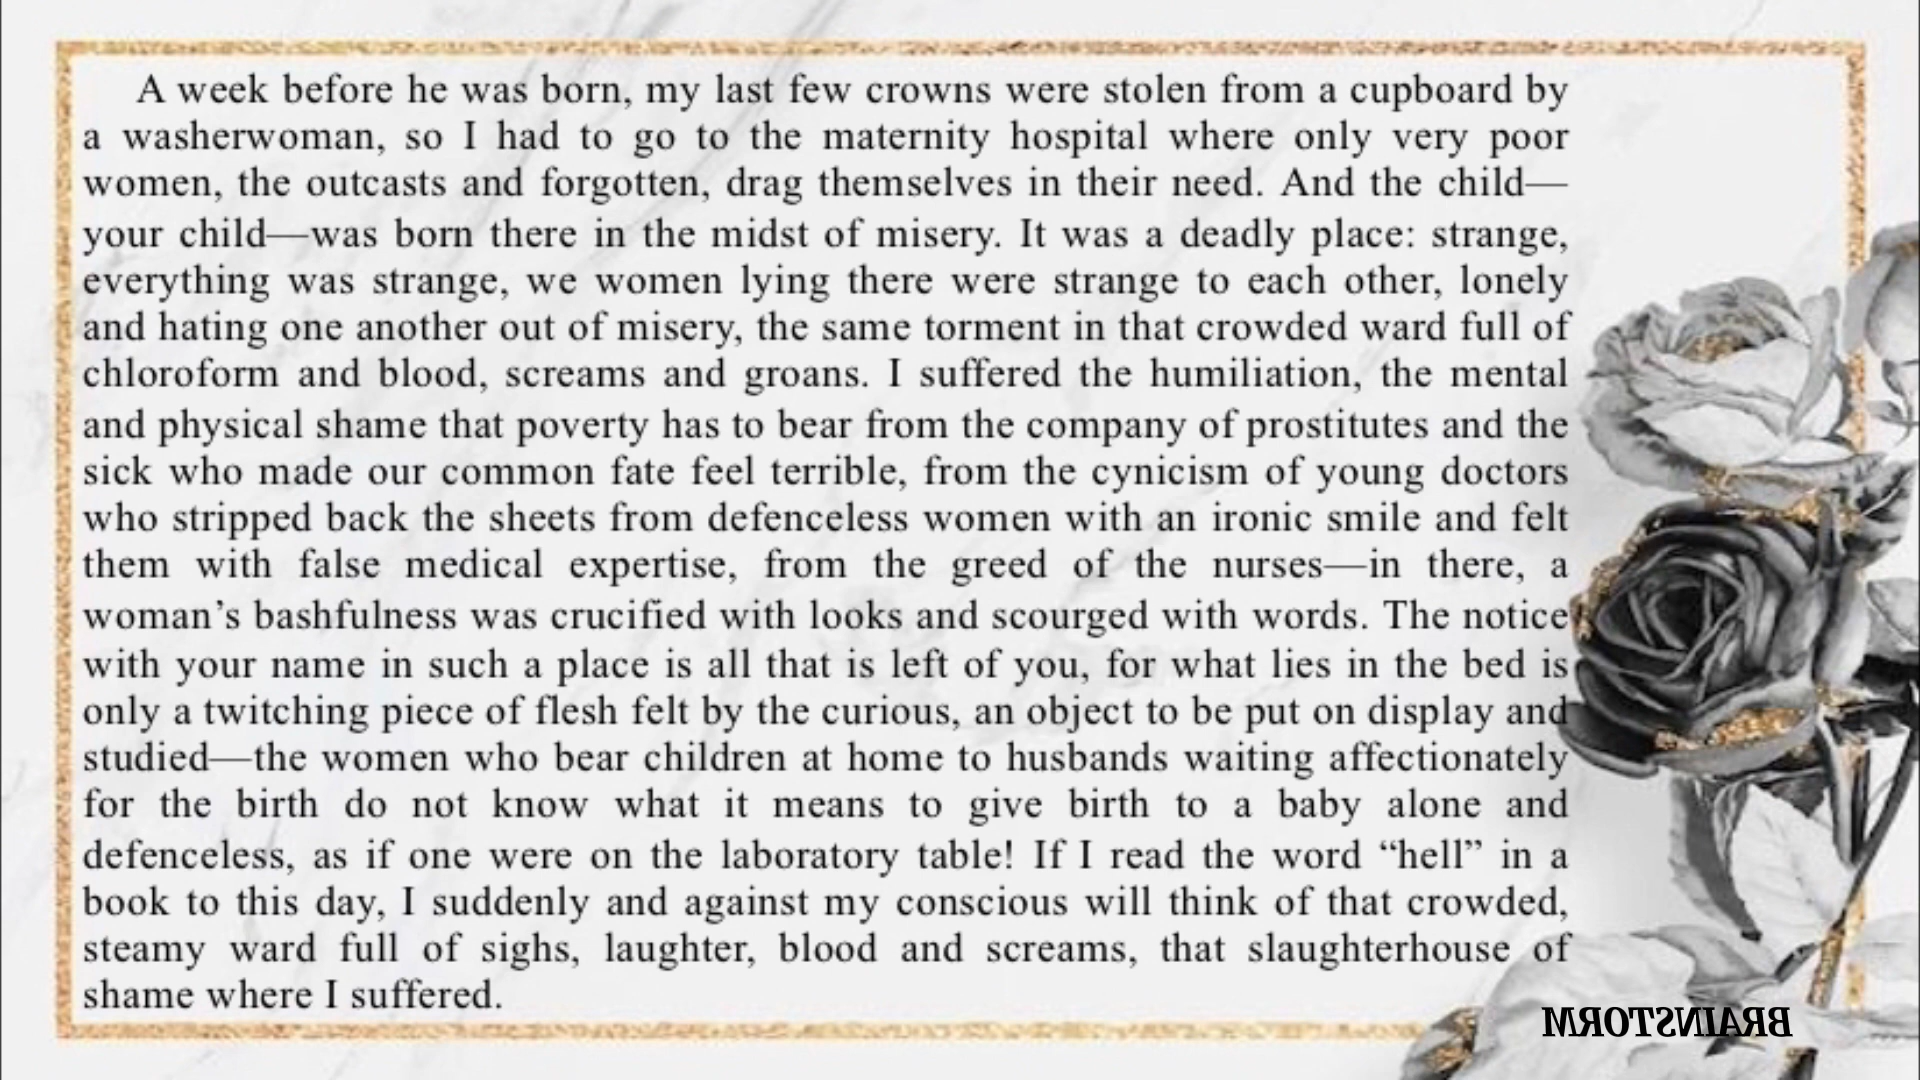 A week before he was born, my last few crowns were stolen from a cupboard by
a washerwoman, so I had to go to the maternity hospital where only very poor
women, the outcasts and forgotten, drag themselves in their need. And the child—
your child—was born there in the midst of misery. It was a deadly place: strange,
everything was strange, we women lying there were strange to each other, lonely
and hating one another out of misery, the same torment in that crowded ward full of
chloroform and blood, screams and groans. I suffered the humiliation, the mental
and physical shame that poverty has to bear from the company of prostitutes and the
sick who made our common fate feel terrible, from the cynicism of young doctors
who stripped back the sheets from defenceless women with an ironic smile and felt
them with false medical expertise, from the greed of the nurses—in there, a
woman’s bashfulness was crucified with looks and scourged with words. The notice
with your name in such a place is all that is left of you, for what lies in the bed is
only a twitching piece of flesh felt by the curious, an object to be put on display and
studied—the women who bear children at home to husbands waiting affectionately
for the birth do not know what it means to give birth to a baby alone and
defenceless, as if one were on the laboratory table! If I read the word “hell” in a
book to this day, I suddenly and against my conscious will think of that crowded,
steamy ward full of sighs, laughter, blood and screams, that slaughterhouse of
shame where I suffered.
BRAINSTORM